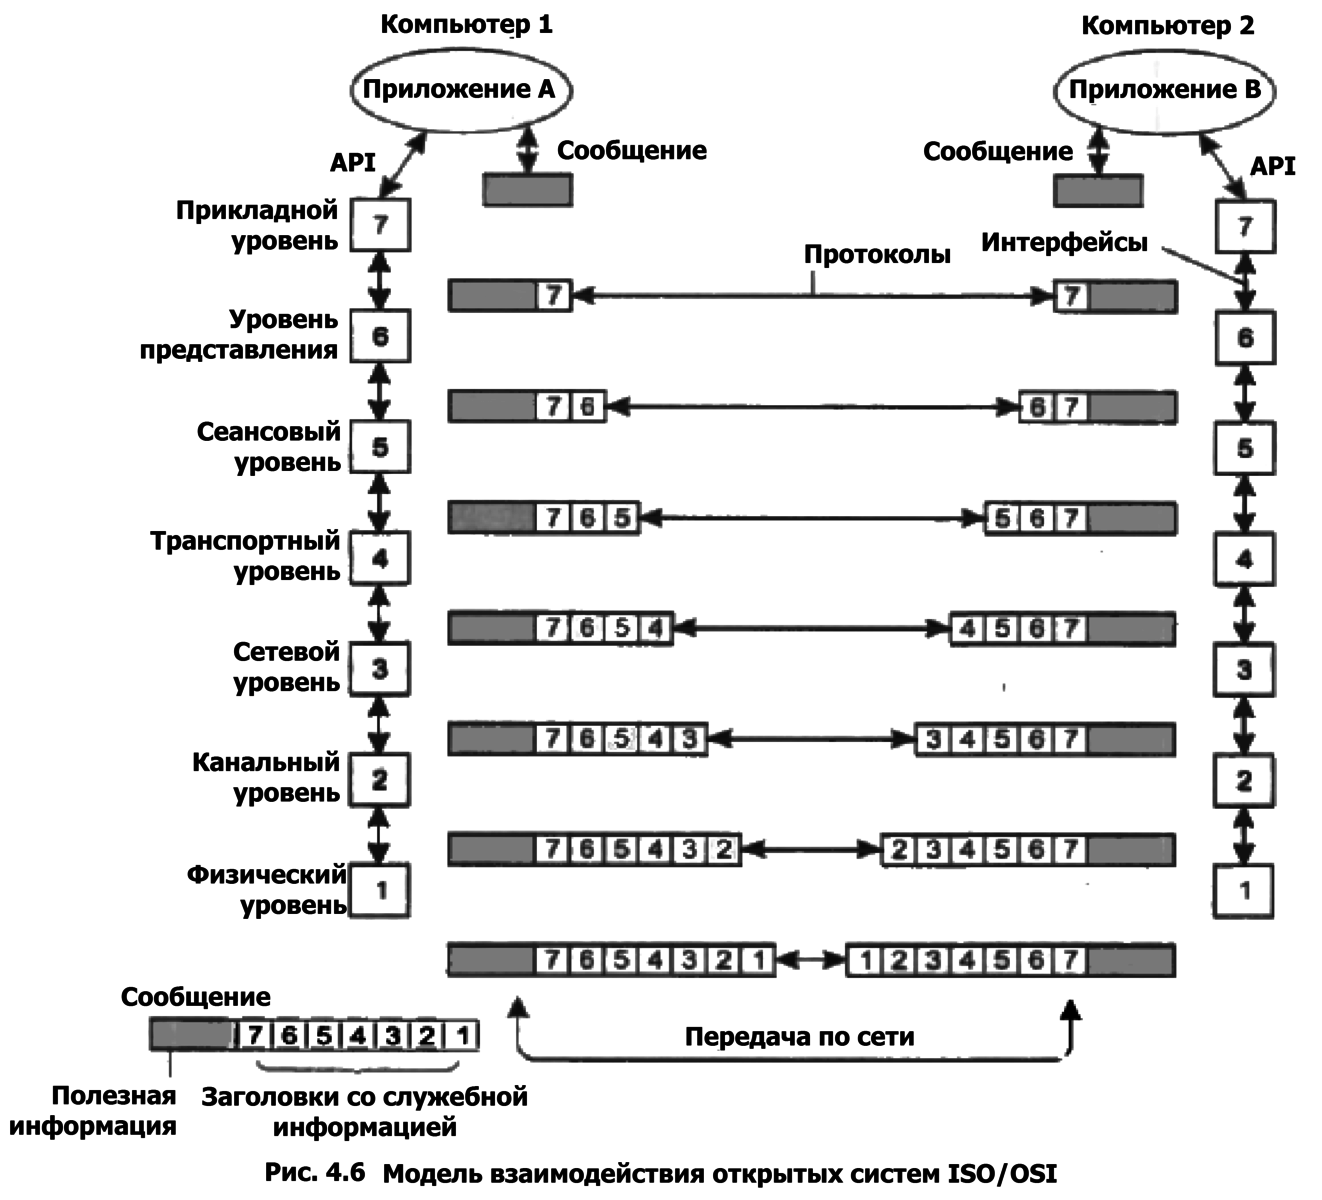 Компьютер 1
Компьютер 2
Приложение А
Приложение В
API
Сообщение
Сообщение
API
Прикладной
уровень
7
7
Протоколы
Интерфейсы
7
7
Уровень
представления
6
6
7 6
6 7
Сеансовый
уровень
5
5
7 6 5
5 6 7
Транспортный
уровень
4
4
7 6 5 4
4 5 6 7
Сетевой
уровень
3
3
7 6 5 4 3
3 4 5 6 7
Канальный
уровень
2
2
7 6 5 4 3 2
2 3 4 5 6 7
Физический
уровень
1
1
7 6 5 4 3 2 1
1 2 3 4 5 6 7
Сообщение
7 6 5 4 3 2 1
Передача по сети
Полезная
информация
Заголовки со служебной
информацией
Рис. 4.6 Модель взаимодействия открытых систем ISO/OSI